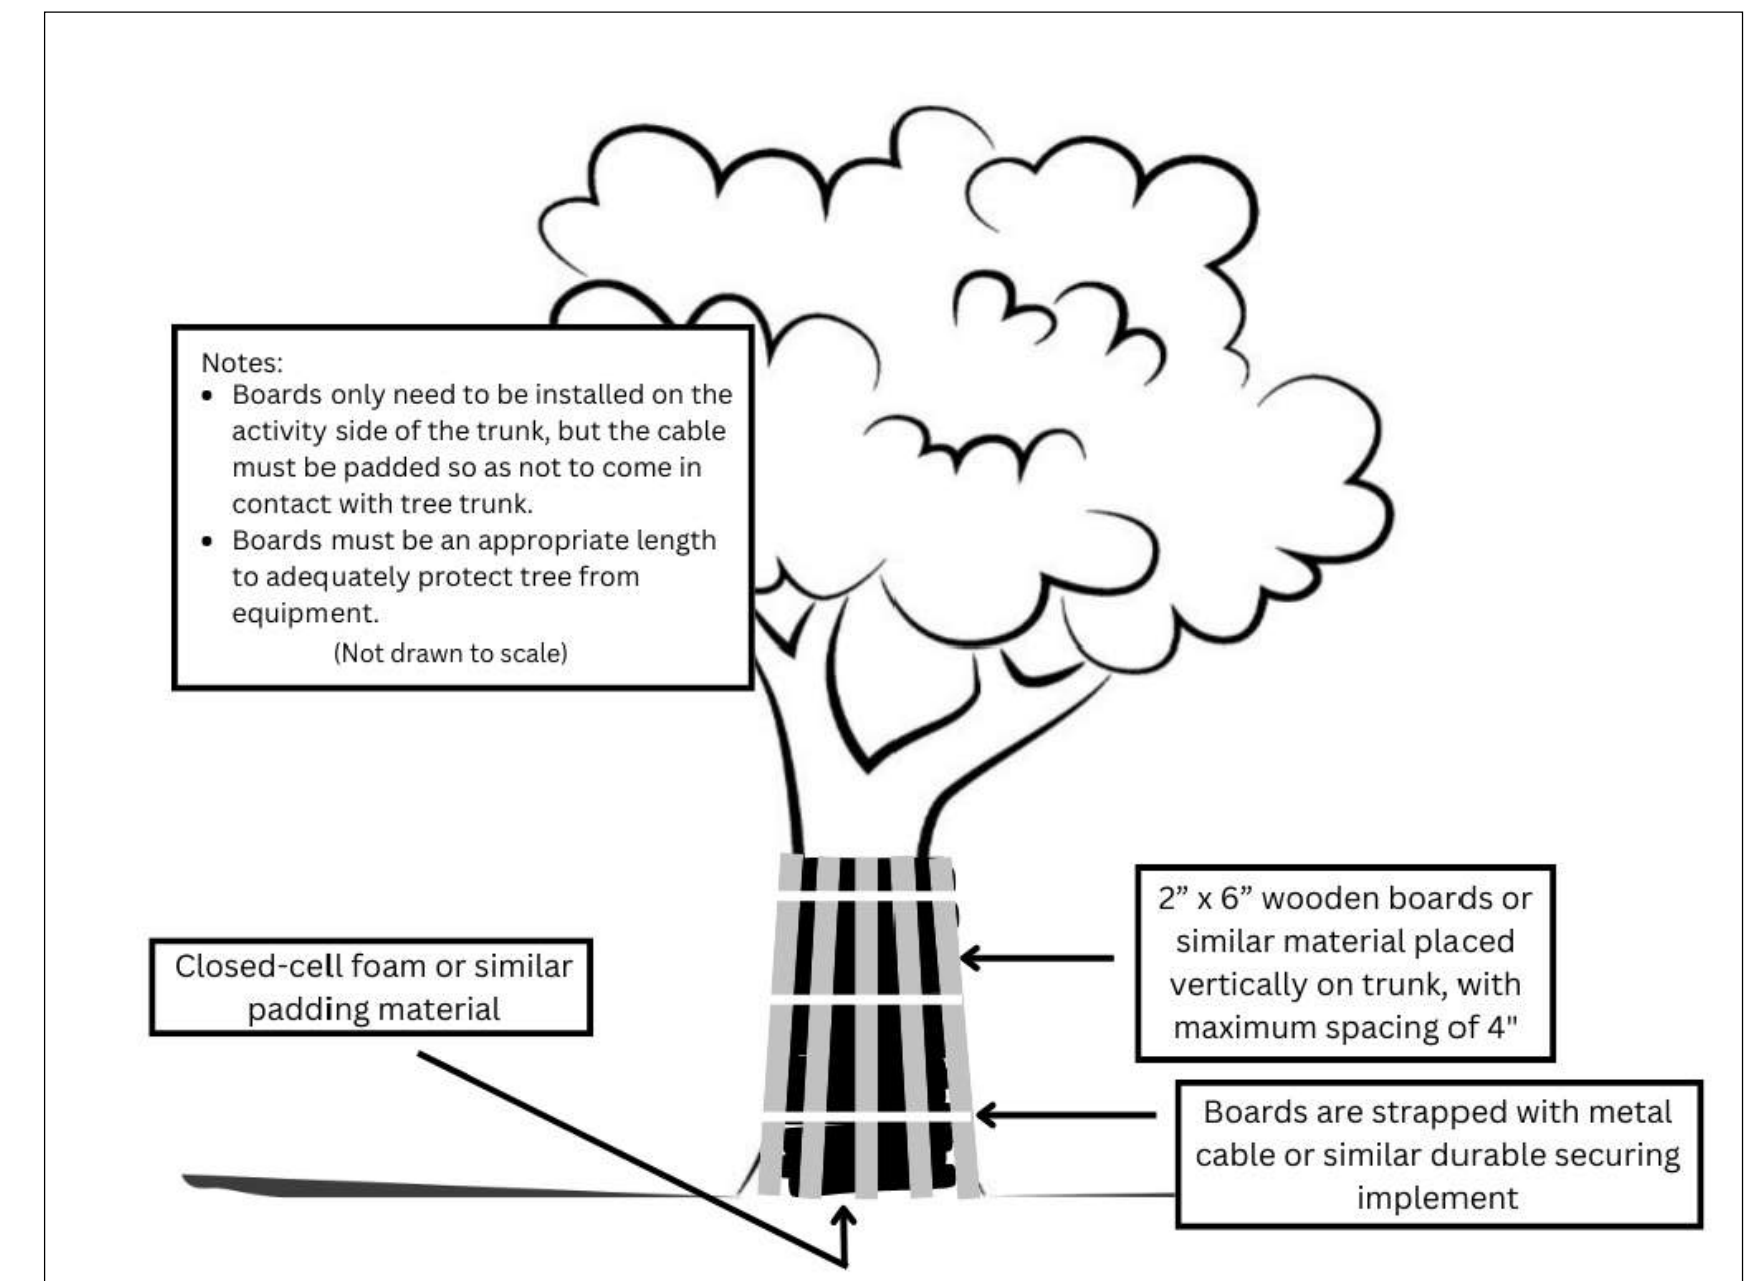 Notes:
• Boards only need to be installed on the
activity side of the trunk, but the cable
must be padded so as not to come in
contact with tree trunk.
• Boards must be an appropriate length
to adequately protect tree from
equipment.
(Not drawn to scale)
2” x 6” wooden boards or
similar material placed
vertically on trunk, with
maximum spacing of 4"
Closed-cell foam or similar
padding material
Boards are strapped with metal
cable or similar durable securing
implement